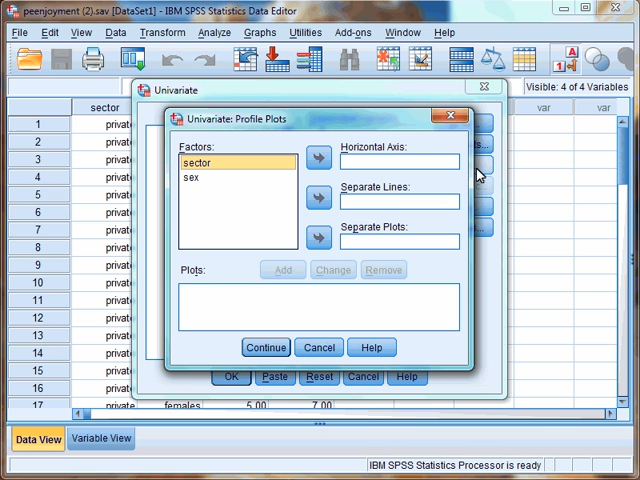 peenjoyment (2).sav [DataSet1] - IBM SPSS Statistics Data Editor
File Edit View Data Transform Analyze Graphs Utilities Add-ons Window Help
Visible: 4 of 4 Variables
Univariate
sector var var
Univariate: Profile Plots
Factors:
sector
sex
Horizontal Axis:
Separate Lines:
Separate Plots:
Plots:
Add Change Remove
Continue Cancel Help
OK Paste Reset Cancel Help
1 private
2 private
3 private
4 private
5 private
6 private
7 private
8 private
9 private
10 private
11 private
12 private
13 private
14 private
15 private
16 private
17 private females 5.00 7.00
Data View Variable View
IBM SPSS Statistics Processor is ready